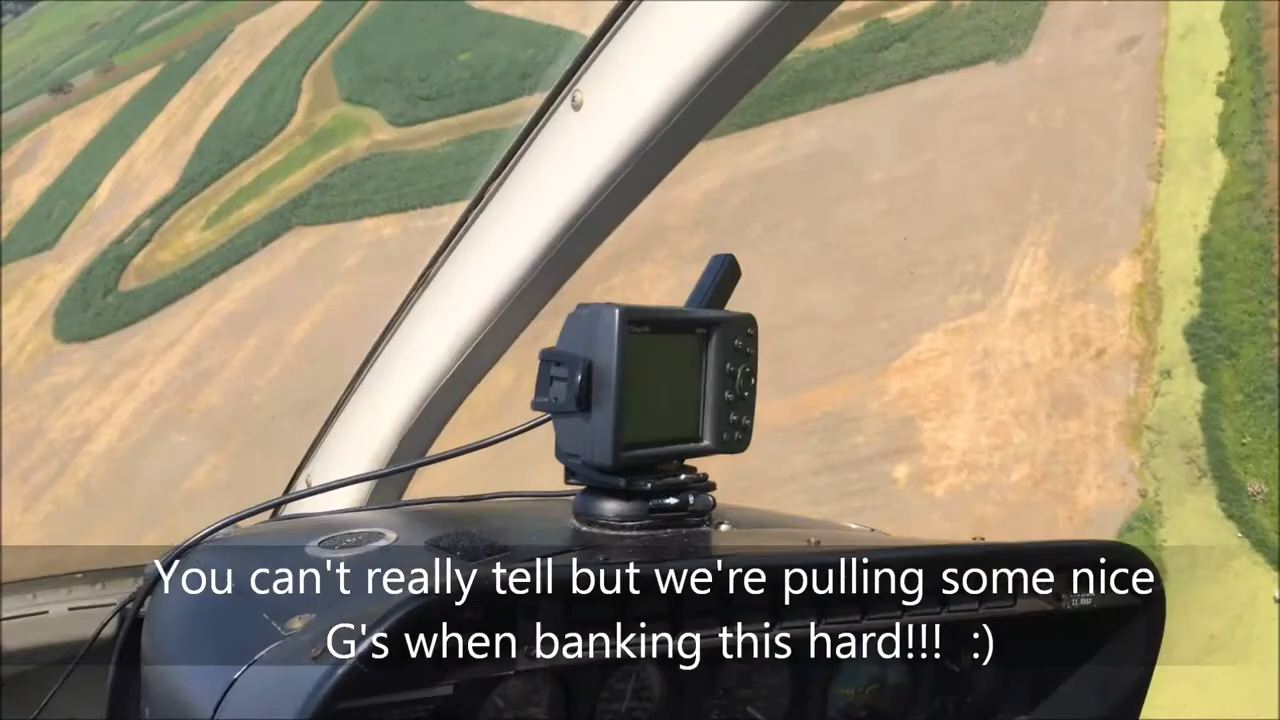 You can't really tell but we're pulling some nice
G's when banking this hard!!!  :)